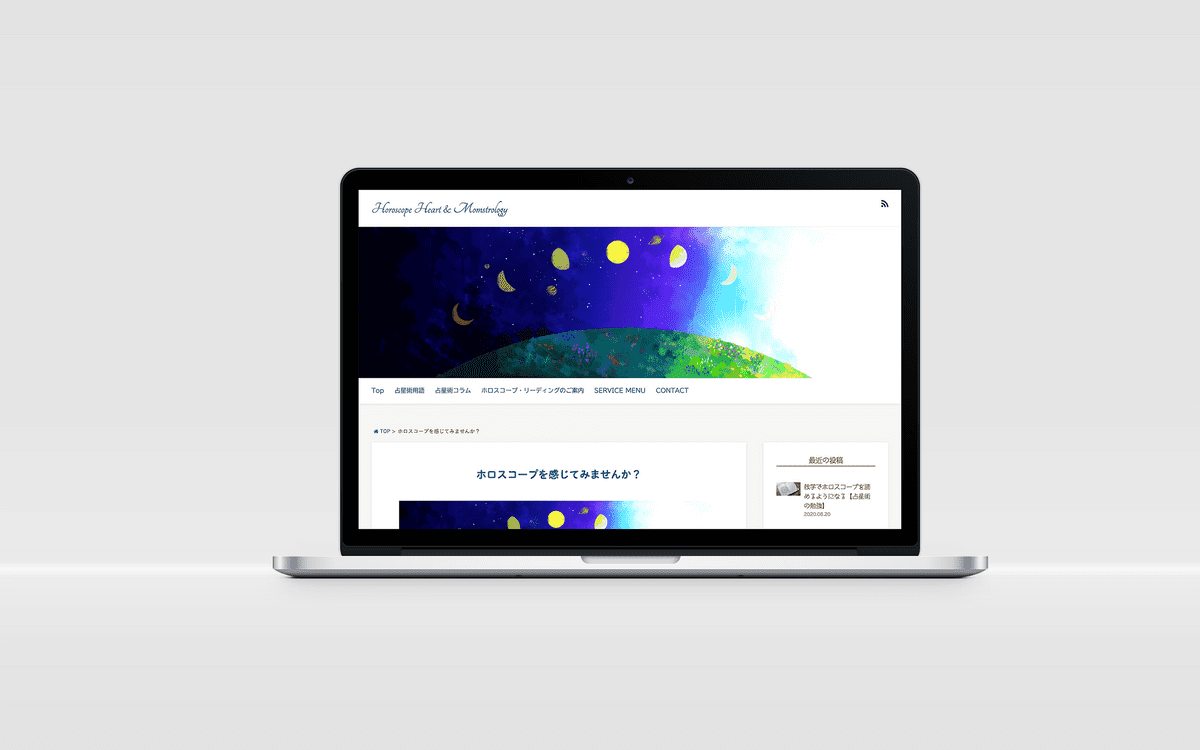 Horoscope Heart & Momstrology
Top 占星術用語 占星術コラム ホロスコープ・リーディングのご案内 SERVICE MENU CONTACT
TOP > ホロスコープを感じてみませんか？
ホロスコープを感じてみませんか？
最近の投稿
独学でホロスコープを読
めるようになる【占星術
の勉強】
2020.08.20